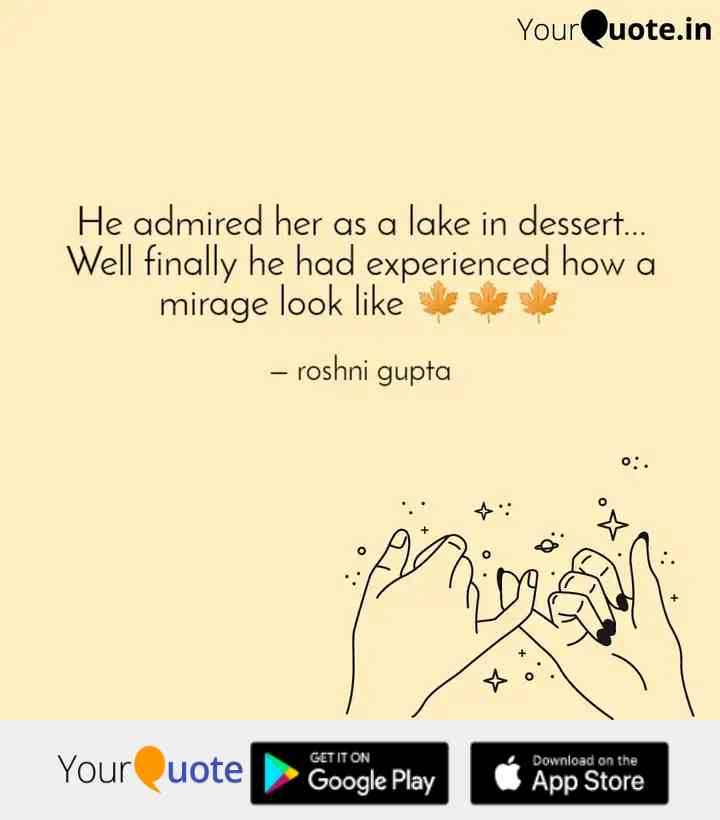 YourQuote.in
He admired her as a lake in dessert...
Well finally he had experienced how a
mirage look like 🍁🍁🍁
– roshni gupta
YourQuote
GET IT ON
Google Play
Download on the
App Store